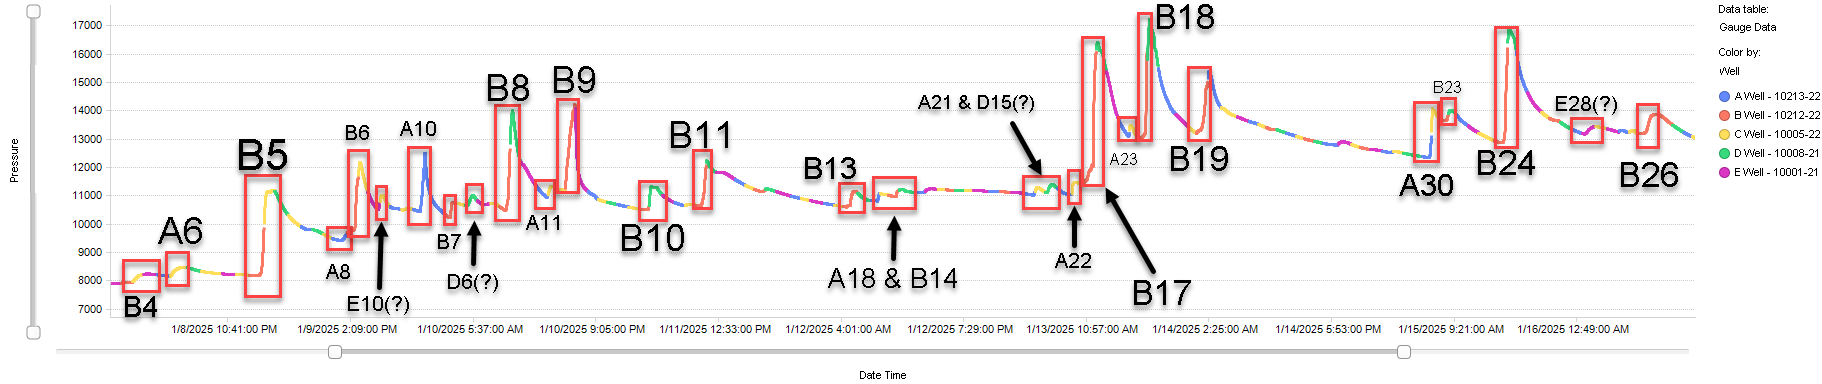 17000
16000
15000
14000
13000
12000
11000
10000
9000
8000
7000
Pressure
B4
A6
B5
A8
B6
E10(?)
A10
B7
D6(?)
B8
A11
B9
B10
B11
B13
A18 & B14
A21 & D15(?)
A22
B17
A23
B18
B19
A30
B23
B24
E28(?)
B26
1/8/2025 10:41:00 PM
1/9/2025 2:09:00 PM
1/10/2025 5:37:00 AM
1/10/2025 9:05:00 PM
1/11/2025 12:33:00 PM
1/12/2025 4:01:00 AM
1/12/2025 7:29:00 PM
1/13/2025 10:57:00 AM
1/14/2025 2:25:00 AM
1/14/2025 5:53:00 PM
1/15/2025 9:21:00 AM
1/16/2025 12:49:00 AM
Date Time
Data table:
Gauge Data
Color by:
Well
A Well - 10213-22
B Well - 10212-22
C Well - 10005-22
D Well - 10008-21
E Well - 10001-21